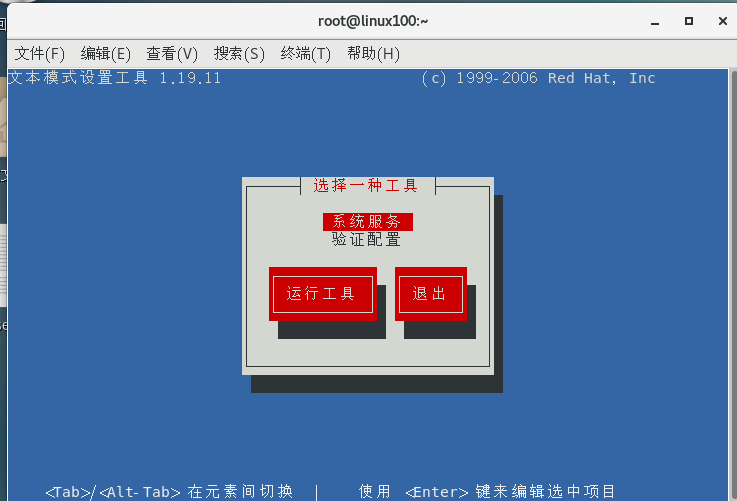 root@linux100:~
文件(F) 编辑(E) 查看(V) 搜索(S) 终端(T) 帮助(H)
文本模式设置工具 1.19.11 (c) 1999-2006 Red Hat, Inc
选择一种工具
系统服务
验证配置
运行工具 退出
<Tab>/<Alt-Tab> 在元素间切换 | 使用 <Enter> 键来编辑选中项目